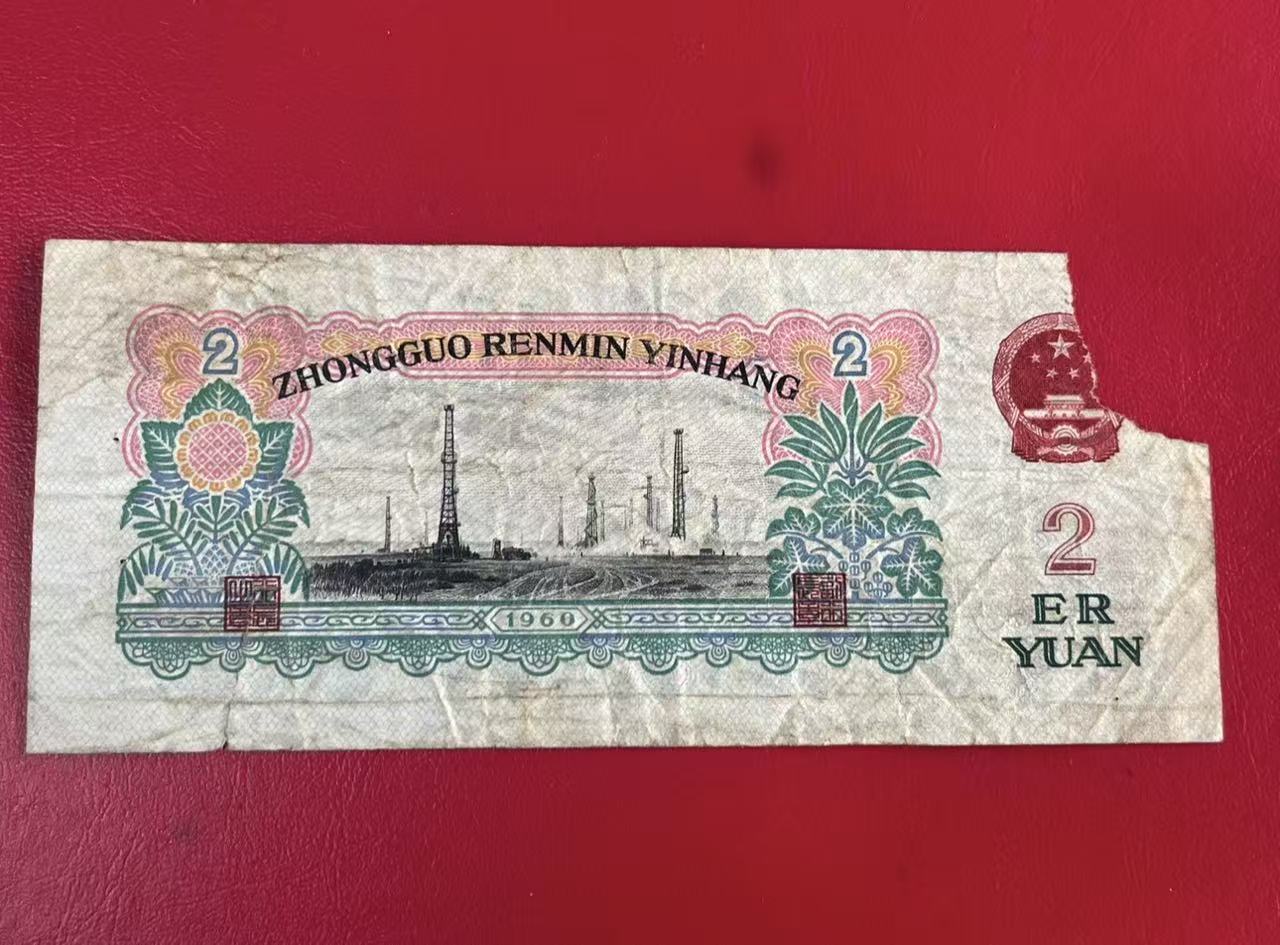 2
2
ZHONGGUO RENMIN YINHANG
1960
2
ER
YUAN